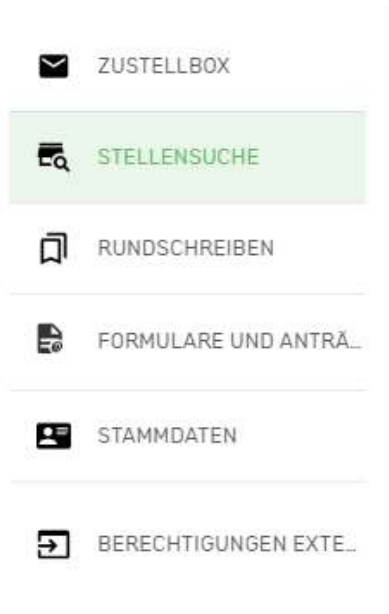 ZUSTELLBOX
STELLENSUCHE
RUNDSCHREIBEN
FORMULARE UND ANTRÄ…
STAMMDATEN
BERECHTIGUNGEN EXTE…